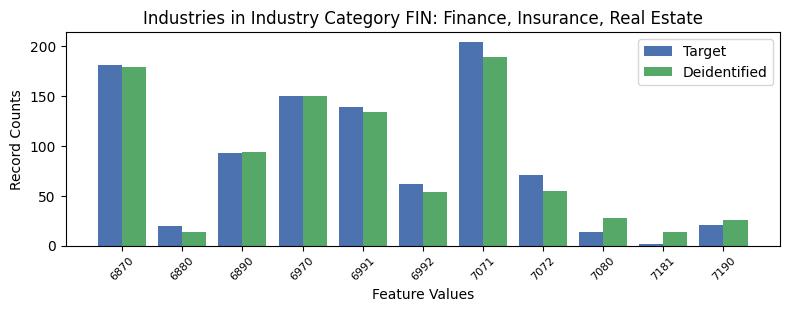 Industries in Industry Category FIN: Finance, Insurance, Real Estate
Target
Deidentified
Record Counts
200
150
100
50
0
6870 6880 6890 6970 6991 6992 7071 7072 7080 7181 7190
Feature Values